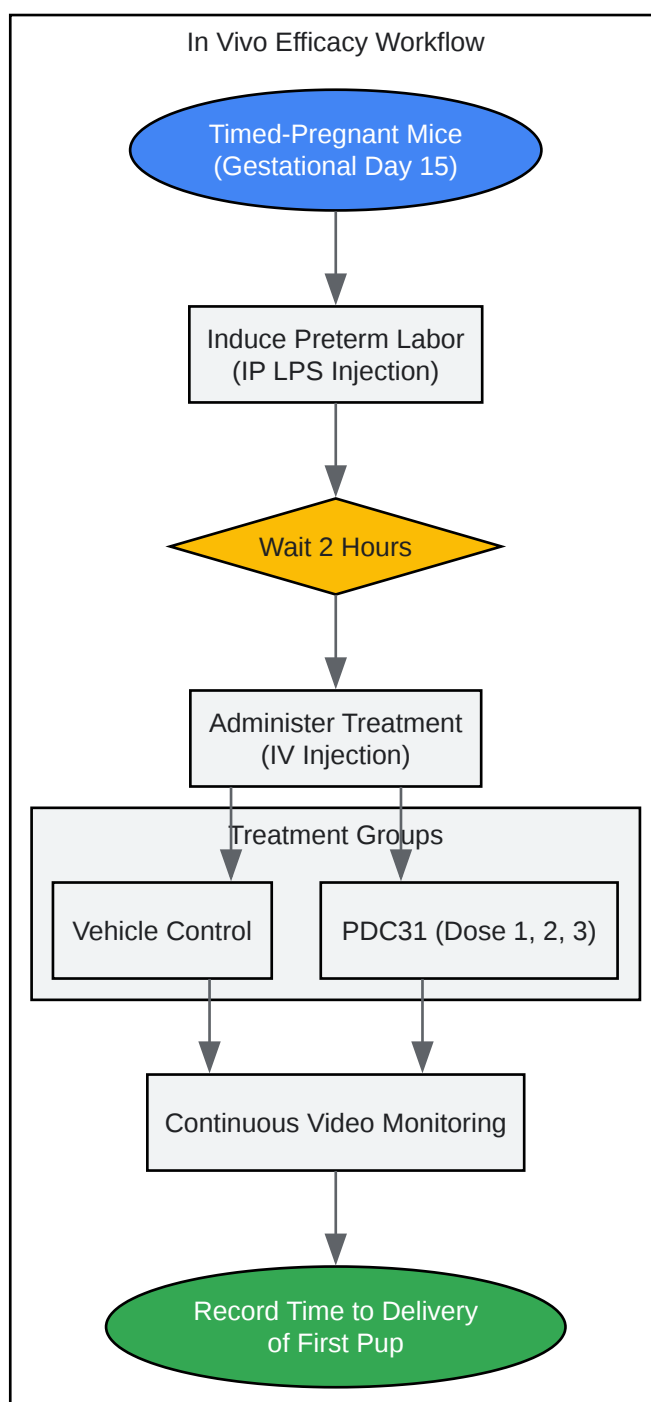 In Vivo Efficacy Workflow
Timed-Pregnant Mice
(Gestational Day 15)
Induce Preterm Labor
(IP LPS Injection)
Wait 2 Hours
Administer Treatment
(IV Injection)
Treatment Groups
Vehicle Control
PDC31 (Dose 1, 2, 3)
Continuous Video Monitoring
Record Time to Delivery
of First Pup